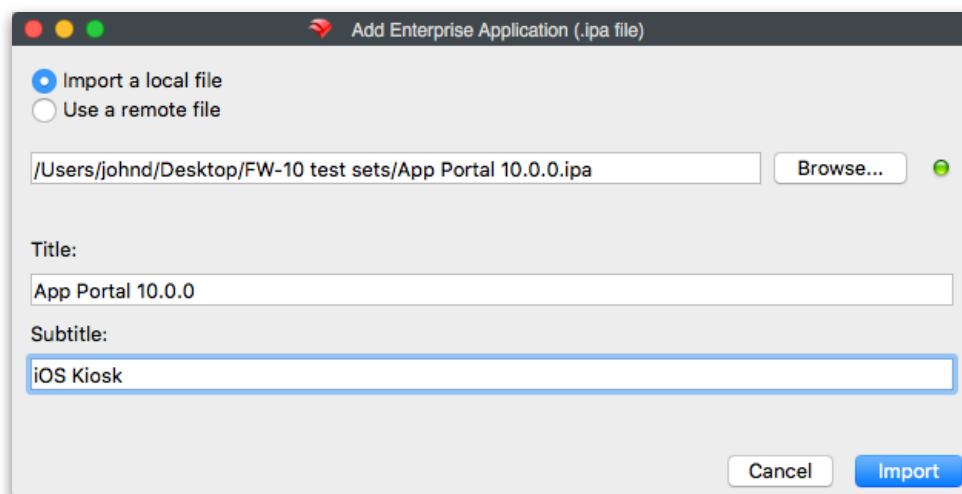 Add Enterprise Application (.ipa file)
Import a local file
Use a remote file
/Users/johnd/Desktop/FW-10 test sets/App Portal 10.0.0.ipa
Browse...
Title:
App Portal 10.0.0
Subtitle:
iOS Kiosk
Cancel
Import